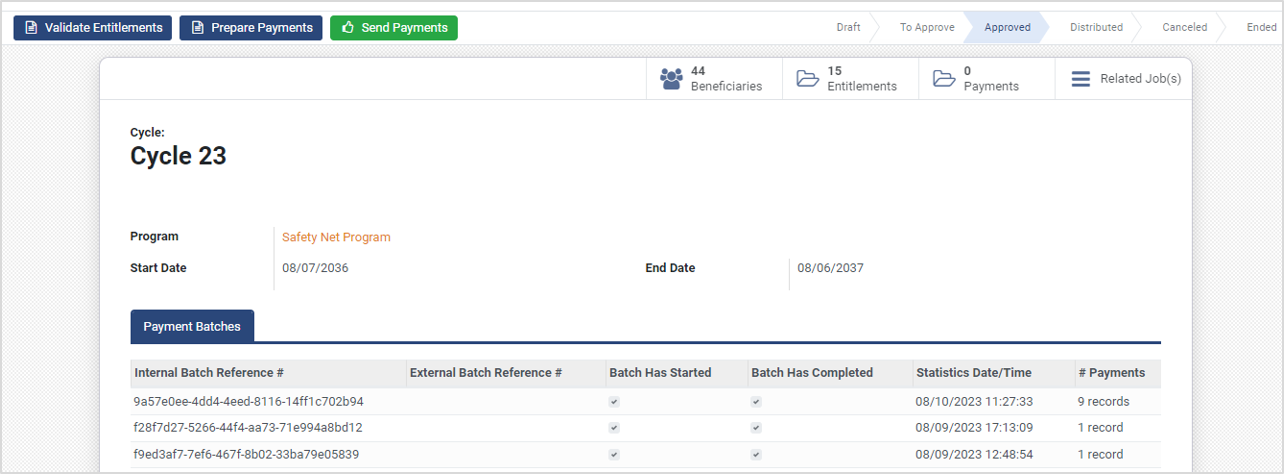 Validate Entitlements Prepare Payments Send Payments Draft To Approve Approved Distributed Canceled Ended
44 Beneficiaries 15 Entitlements 0 Payments Related Job(s)
Cycle:
Cycle 23
Program Safety Net Program
Start Date 08/07/2036 End Date 08/06/2037
Payment Batches
Internal Batch Reference # External Batch Reference # Batch Has Started Batch Has Completed Statistics Date/Time # Payments
9a57e0ee-4dd4-4eed-8116-14ff1c702b94 08/10/2023 11:27:33 9 records
f28f7d27-5266-44f4-aa73-71e994a8bd12 08/09/2023 17:13:09 1 record
f9ed3af7-7ef6-467f-8b02-33ba79e05839 08/09/2023 12:48:54 1 record